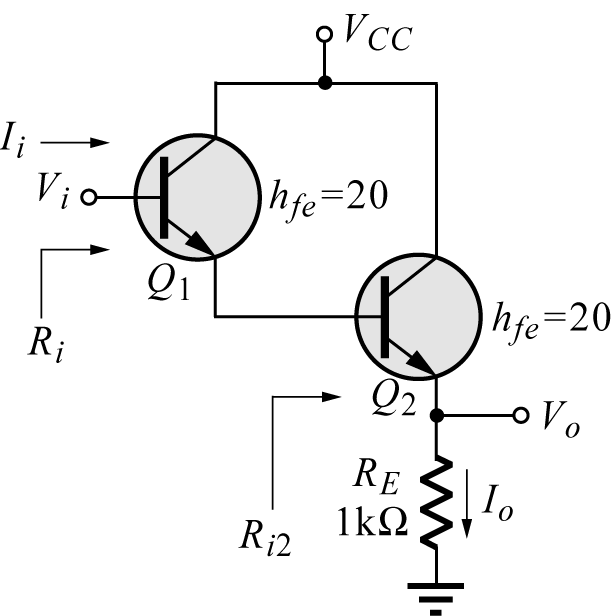 V_CC
I_i
V_i
h_fe=20
Q_1
R_i
h_fe=20
Q_2
V_o
R_E
1kΩ
I_o
R_i2